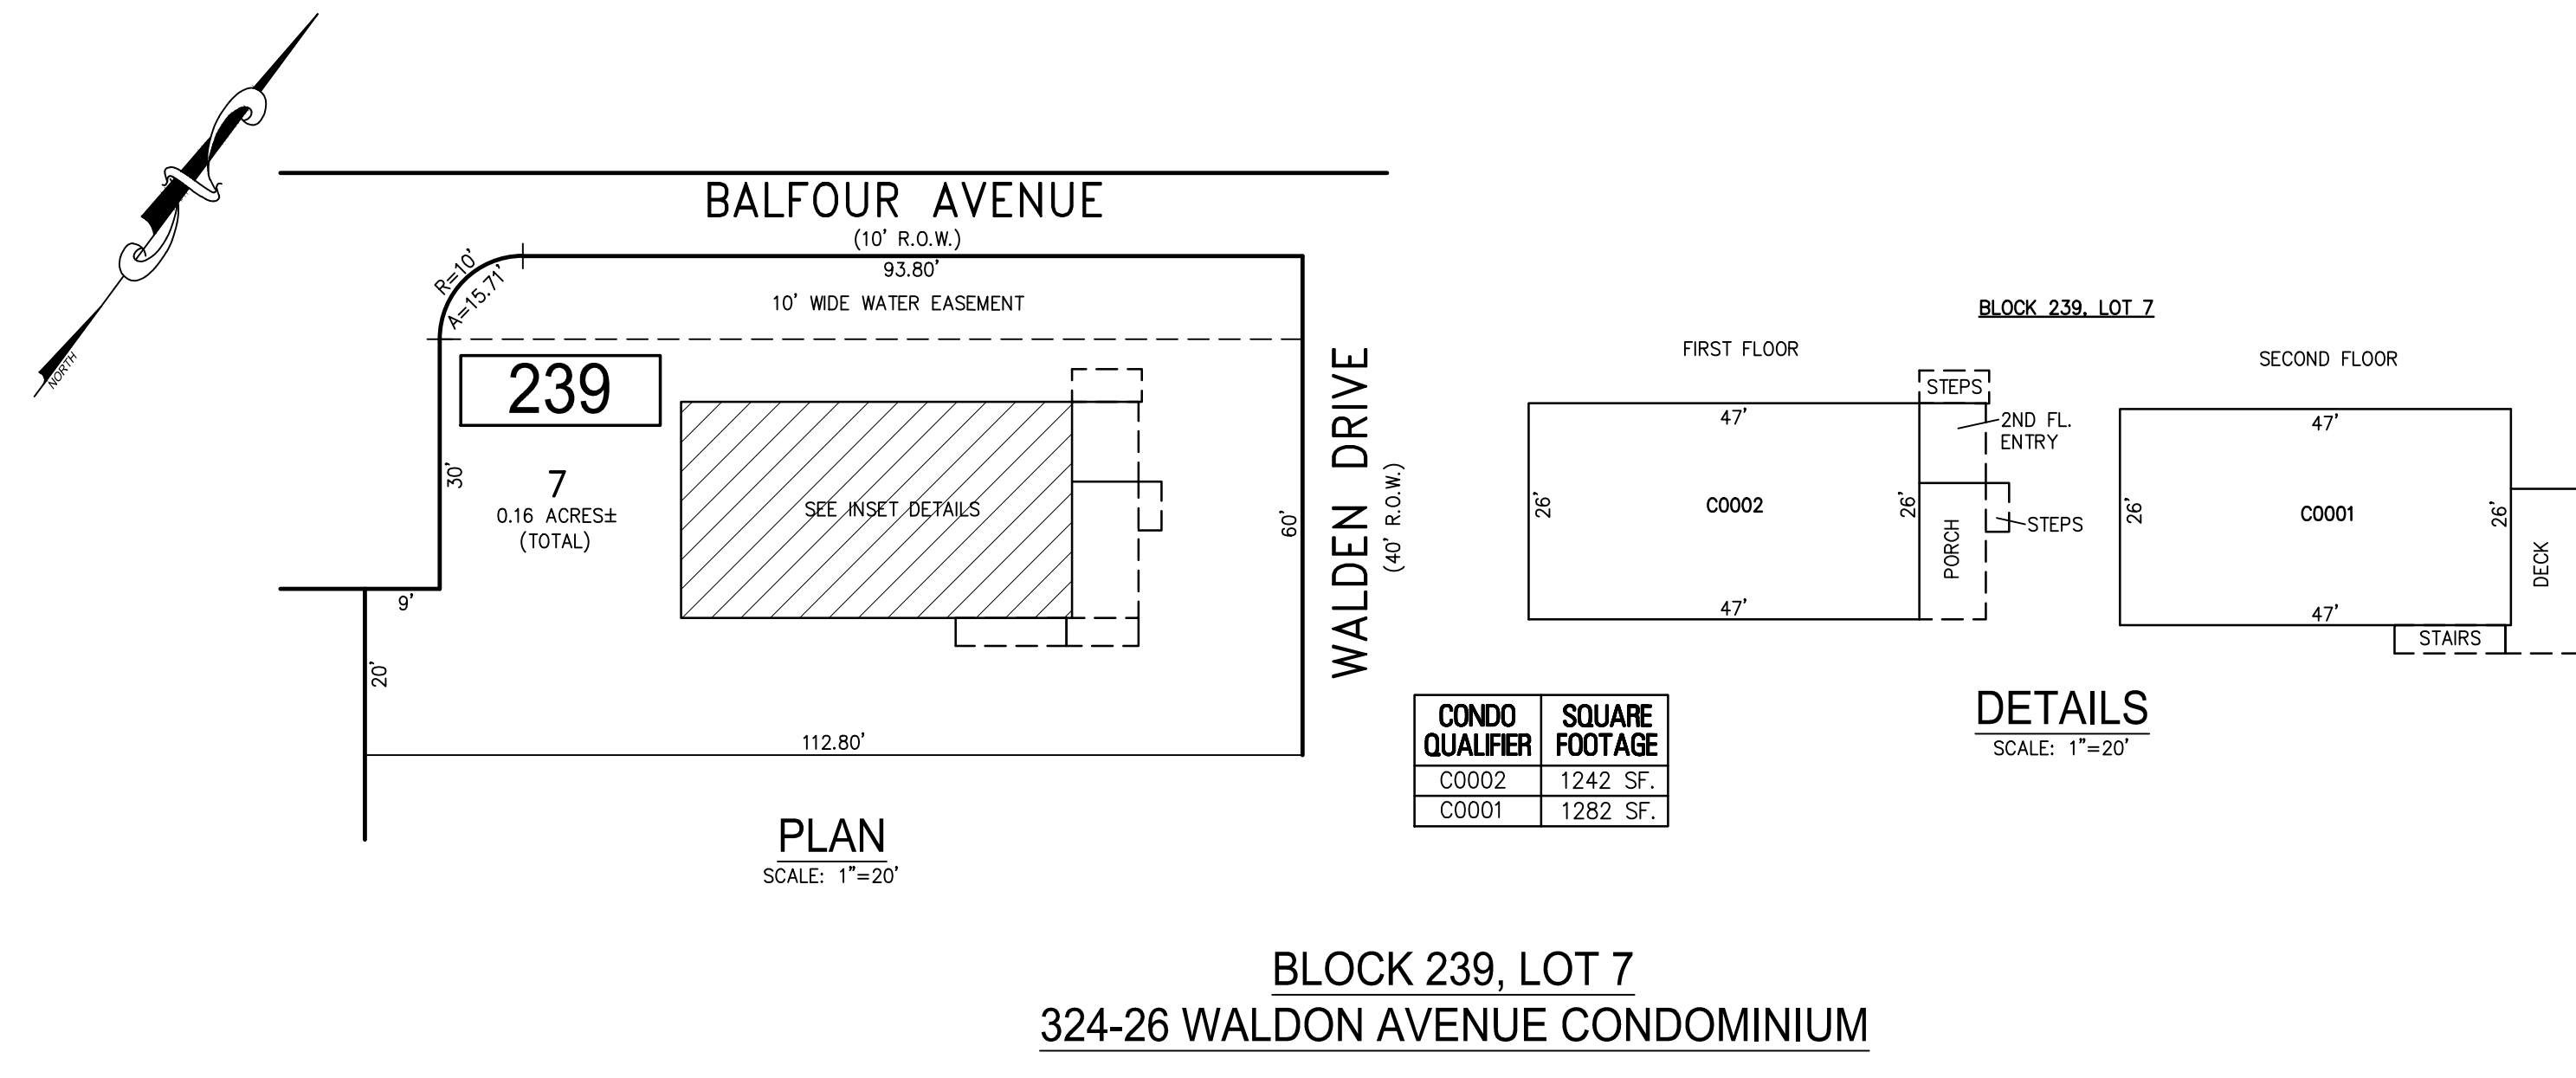 NORTH
BALFOUR AVENUE
(10' R.O.W.)
93.80'
R=10'
A=15.71'
10' WIDE WATER EASEMENT
239
30'
7
0.16 ACRES±
(TOTAL)
SEE INSET DETAILS
60'
WALDEN DRIVE
(40' R.O.W.)
9'
20'
112.80'
PLAN
SCALE: 1"=20'
BLOCK 239, LOT 7
FIRST FLOOR
STEPS
47'
2ND FL.
ENTRY
26'
C0002
26'
STEPS
PORCH
47'
SECOND FLOOR
47'
26'
C0001
26'
DECK
47'
STAIRS
CONDO
QUALIFIER
SQUARE
FOOTAGE
C0002 1242 SF.
C0001 1282 SF.
DETAILS
SCALE: 1"=20'
BLOCK 239, LOT 7
324-26 WALDON AVENUE CONDOMINIUM